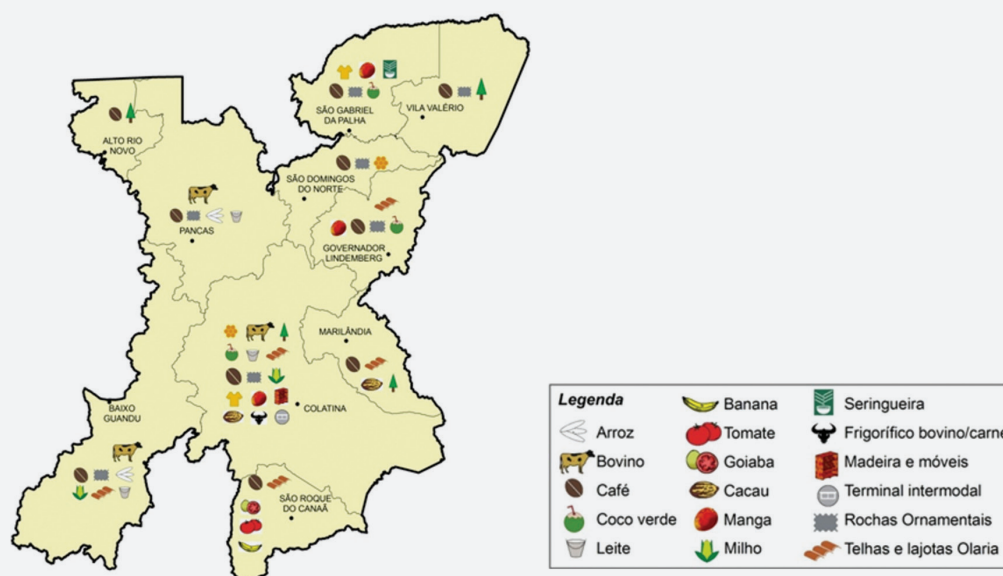 SÃO GABRIEL
DA PALHA
VILA VALÉRIO
ALTO RIO
NOVO
SÃO DOMINGOS
DO NORTE
PANCAS
GOVERNADOR
LINDEMBERG
MARILÂNDIA
BAIXO
GUANDU
COLATINA
SÃO ROQUE
DO CANAÃ
Legenda
Arroz
Bovino
Café
Coco verde
Leite
Banana
Tomate
Goiaba
Cacau
Manga
Milho
Seringueira
Frigorífico bovino/carne
Madeira e móveis
Terminal intermodal
Rochas Ornamentais
Telhas e lajotas Olaria